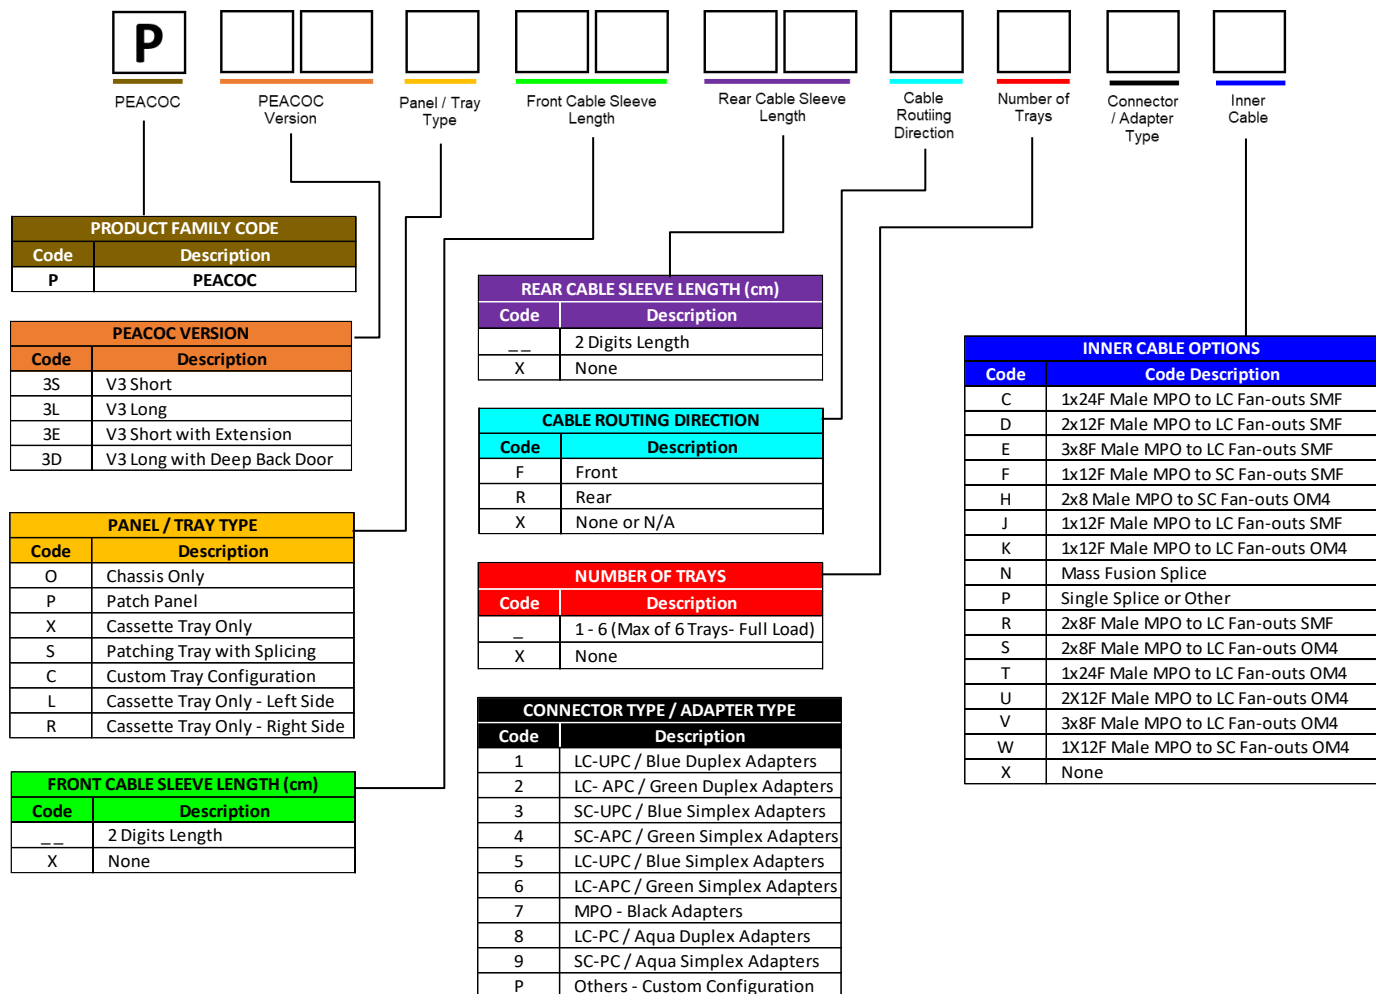 P
PEACOC
PEACOC
Version
Panel / Tray
Type
Front Cable Sleeve
Length
Rear Cable Sleeve
Length
Cable
Routiing
Direction
Number of
Trays
Connector
/ Adapter
Type
Inner
Cable
PRODUCT FAMILY CODE
Code Description
P PEACOC
PEACOC VERSION
Code Description
3S V3 Short
3L V3 Long
3E V3 Short with Extension
3D V3 Long with Deep Back Door
PANEL / TRAY TYPE
Code Description
O Chassis Only
P Patch Panel
X Cassette Tray Only
S Patching Tray with Splicing
C Custom Tray Configuration
L Cassette Tray Only - Left Side
R Cassette Tray Only - Right Side
FRONT CABLE SLEEVE LENGTH (cm)
Code Description
_ _ 2 Digits Length
X None
REAR CABLE SLEEVE LENGTH (cm)
Code Description
_ _ 2 Digits Length
X None
CABLE ROUTING DIRECTION
Code Description
F Front
R Rear
X None or N/A
NUMBER OF TRAYS
Code Description
_ 1 - 6 (Max of 6 Trays- Full Load)
X None
CONNECTOR TYPE / ADAPTER TYPE
Code Description
1 LC-UPC / Blue Duplex Adapters
2 LC- APC / Green Duplex Adapters
3 SC-UPC / Blue Simplex Adapters
4 SC-APC / Green Simplex Adapters
5 LC-UPC / Blue Simplex Adapters
6 LC-APC / Green Simplex Adapters
7 MPO - Black Adapters
8 LC-PC / Aqua Duplex Adapters
9 SC-PC / Aqua Simplex Adapters
P Others - Custom Configuration
INNER CABLE OPTIONS
Code Code Description
C 1x24F Male MPO to LC Fan-outs SMF
D 2x12F Male MPO to LC Fan-outs SMF
E 3x8F Male MPO to LC Fan-outs SMF
F 1x12F Male MPO to SC Fan-outs SMF
H 2x8 Male MPO to SC Fan-outs OM4
J 1x12F Male MPO to LC Fan-outs SMF
K 1x12F Male MPO to LC Fan-outs OM4
N Mass Fusion Splice
P Single Splice or Other
R 2x8F Male MPO to LC Fan-outs SMF
S 2x8F Male MPO to LC Fan-outs OM4
T 1x24F Male MPO to LC Fan-outs OM4
U 2X12F Male MPO to LC Fan-outs OM4
V 3x8F Male MPO to LC Fan-outs OM4
W 1X12F Male MPO to SC Fan-outs OM4
X None